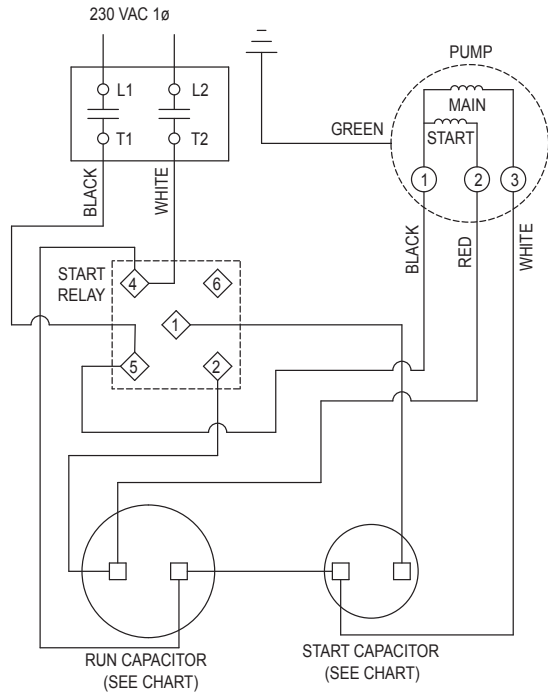 230 VAC 1ø
L1
L2
T1
T2
BLACK
WHITE
GREEN
PUMP
MAIN
START
1
2
3
BLACK
RED
WHITE
START
RELAY
4
6
1
5
2
RUN CAPACITOR
(SEE CHART)
START CAPACITOR
(SEE CHART)